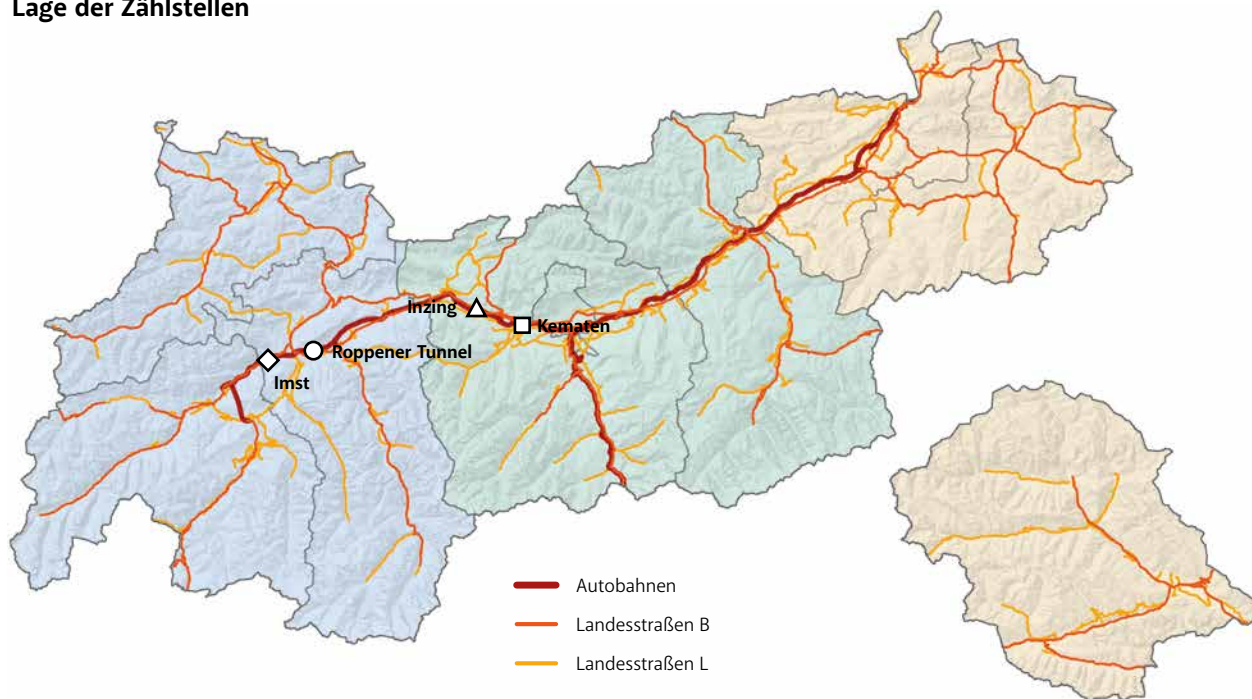 Lage der Zählstellen
Inzing
Kematen
Roppener Tunnel
Imst
Autobahnen
Landesstraßen B
Landesstraßen L